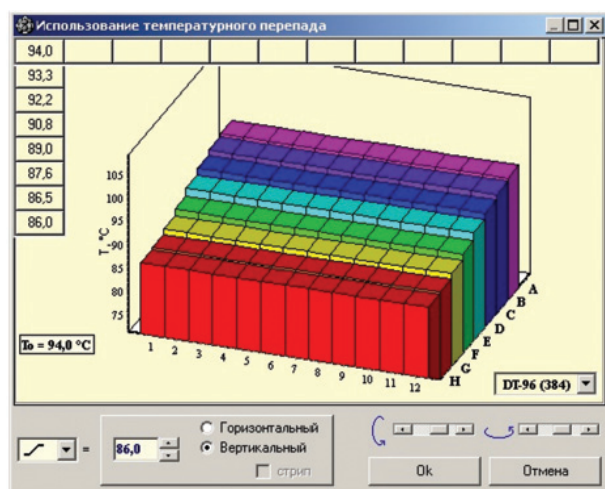 Использование температурного перепада
94,0
93,3
92,2
90,8
89,0
87,6
86,5
86,0
105
100
95
90
85
80
75
T, °C
To = 94,0 °C
1 2 3 4 5 6 7 8 9 10 11 12
H G F E D C B A
DT-96 (384)
= 86,0
Горизонтальный
Вертикальный
стрип
Ok
Отмена